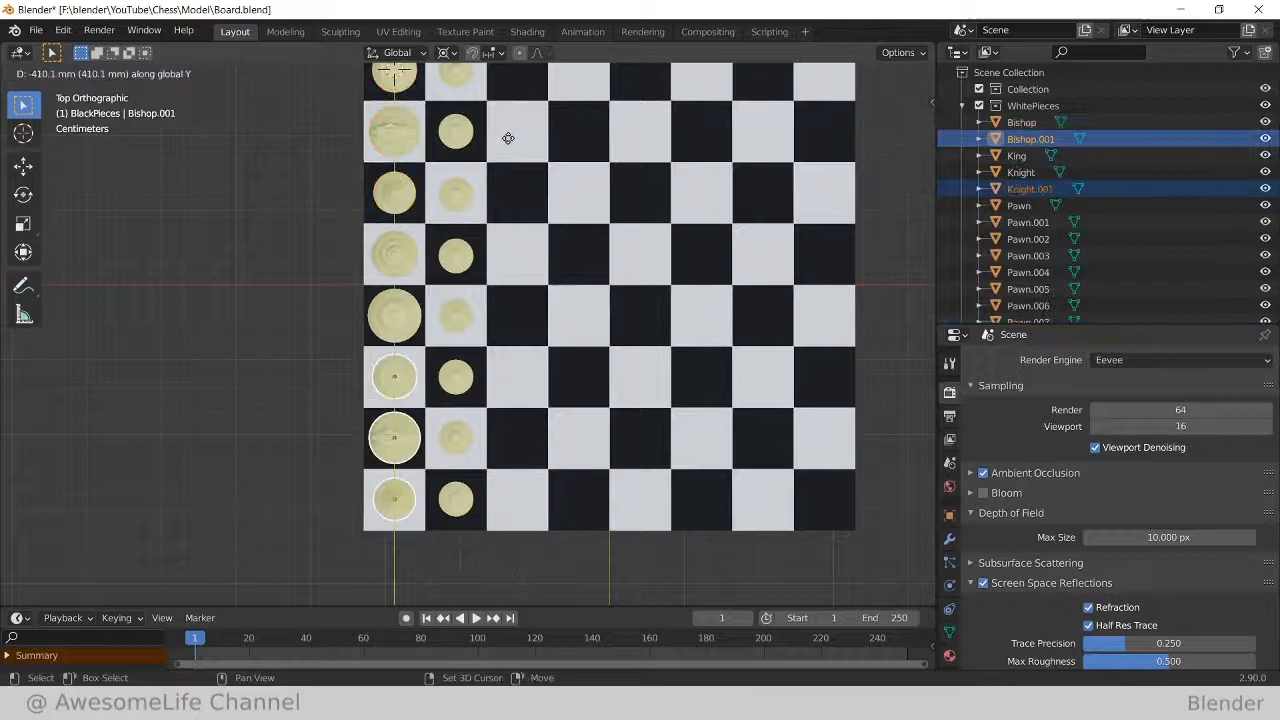 Blender* [F:\blender\YouTube\Chess\Model\Board.blend]
File Edit Render Window Help Layout Modeling Sculpting UV Editing Texture Paint Shading Animation Rendering Compositing Scripting + Scene View Layer
Global Options
D: -410.1 mm (410.1 mm) along global Y
Top Orthographic
(1) BlackPieces | Bishop.001
Centimeters
Scene Collection
Collection
WhitePieces
Bishop
Bishop.001
King
Knight
Knight.001
Pawn
Pawn.001
Pawn.002
Pawn.003
Pawn.004
Pawn.005
Pawn.006
Pawn.007
Scene
Render Engine Eevee
Sampling
Render 64
Viewport 16
Viewport Denoising
Ambient Occlusion
Bloom
Depth of Field
Max Size 10.000 px
Subsurface Scattering
Screen Space Reflections
Refraction
Half Res Trace
Trace Precision 0.250
Max Roughness 0.500
Playback Keying View Marker 1 Start 1 End 250
1 20 40 60 80 100 120 140 160 180 200 220 240
Summary
Select Box Select Pan View Set 3D Cursor Move 2.90.0
@ AwesomeLife Channel Blender